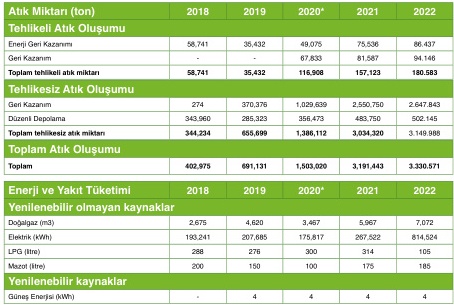 Atık Miktarı (ton) 2018 2019 2020* 2021 2022
Tehlikeli Atık Oluşumu
Enerji Geri Kazanımı 58,741 35,432 49,075 75,536 86.437
Geri Kazanım - - 67,833 81,587 94.146
Toplam tehlikeli atık miktarı 58,741 35,432 116,908 157,123 180.583
Tehlikesiz Atık Oluşumu
Geri Kazanım 274 370,376 1,029,639 2,550,750 2.647.843
Düzenli Depolama 343,960 285,323 356,473 483,750 502.145
Toplam tehlikesiz atık miktarı 344,234 655,699 1,386,112 3,034,320 3.149.988
Toplam Atık Oluşumu
Toplam 402,975 691,131 1,503,020 3,191,443 3.330.571
Enerji ve Yakıt Tüketimi 2018 2019 2020* 2021 2022
Yenilenebilir olmayan kaynaklar
Doğalgaz (m3) 2,675 4,620 3,467 5,967 7,072
Elektrik (kWh) 193,241 207,685 175,817 267,522 814,524
LPG (litre) 288 276 300 314 105
Mazot (litre) 200 150 100 175 185
Yenilenebilir kaynaklar
Güneş Enerjisi (kWh) - 4 4 4 4